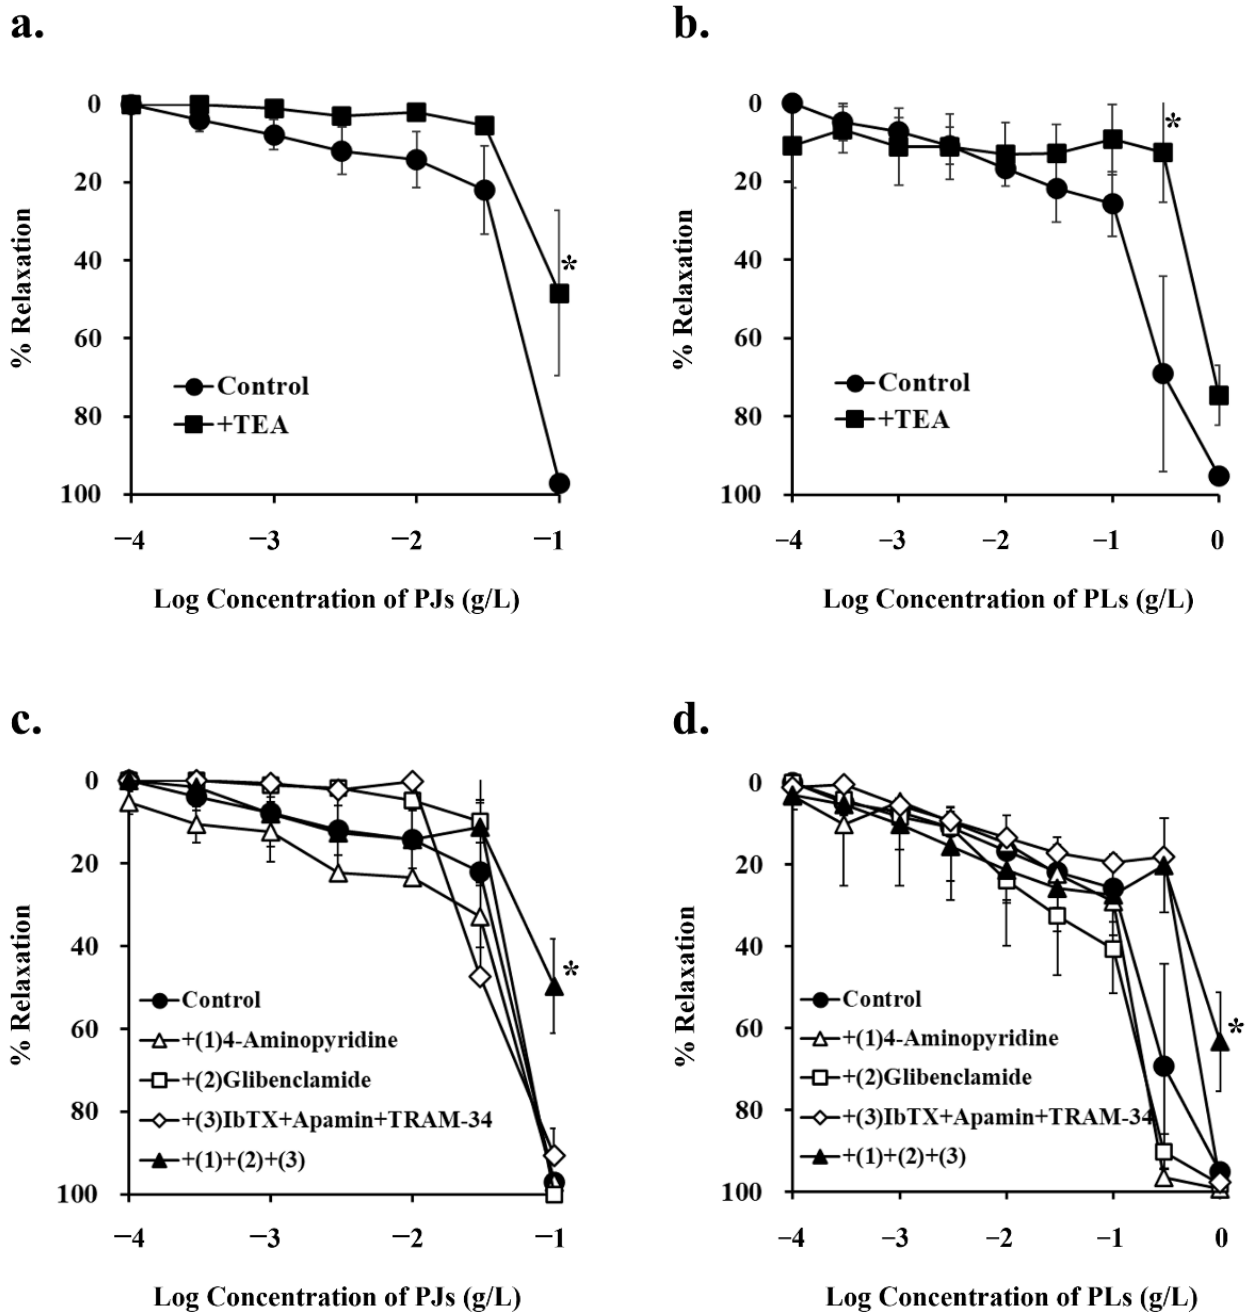 a.
0
20
40
60
80
100
% Relaxation
*
Control
+TEA
−4
−3
−2
−1
Log Concentration of PJs (g/L)
b.
0
20
40
60
80
100
% Relaxation
*
Control
+TEA
−4
−3
−2
−1
0
Log Concentration of PLs (g/L)
c.
0
20
40
60
80
100
% Relaxation
*
Control
+(1)4-Aminopyridine
+(2)Glibenclamide
+(3)IbTX+Apamin+TRAM-34
+(1)+(2)+(3)
−4
−3
−2
−1
Log Concentration of PJs (g/L)
d.
0
20
40
60
80
100
% Relaxation
*
Control
+(1)4-Aminopyridine
+(2)Glibenclamide
+(3)IbTX+Apamin+TRAM-34
+(1)+(2)+(3)
−4
−3
−2
−1
0
Log Concentration of PLs (g/L)